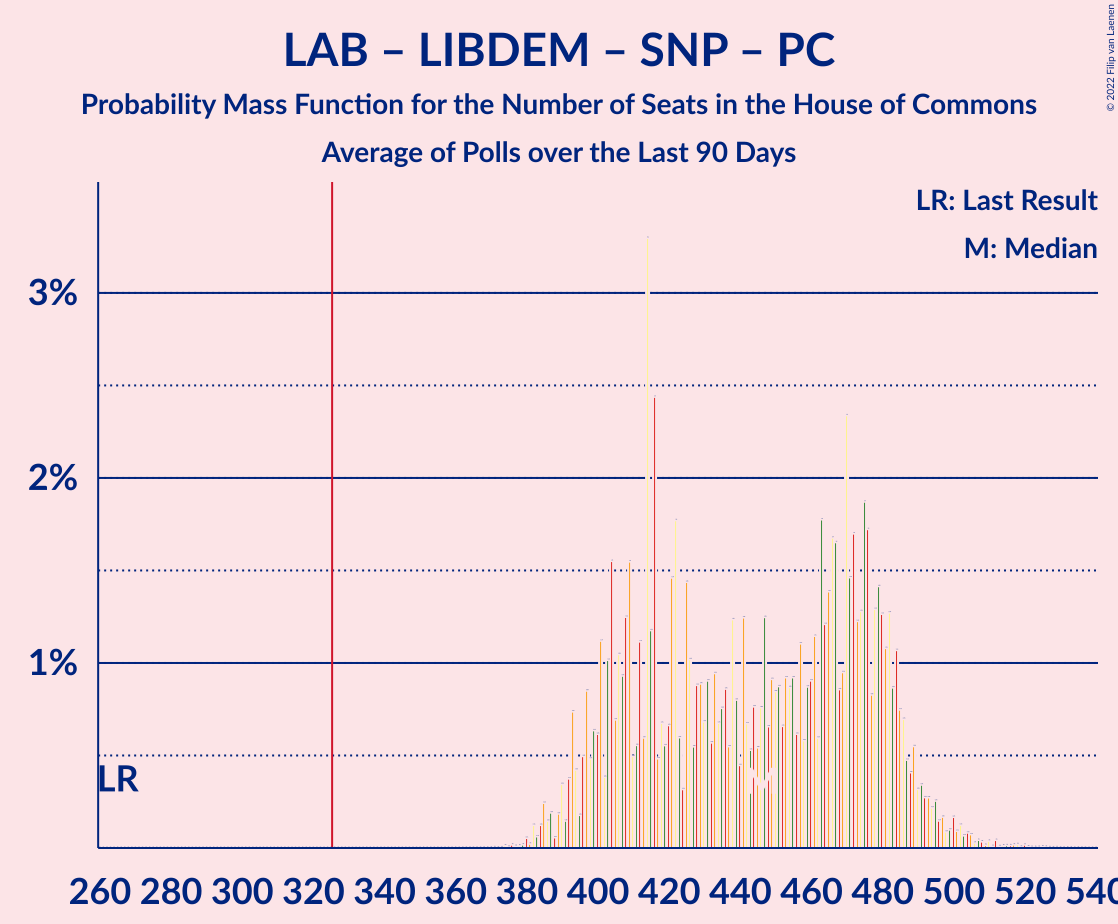 LAB – LIBDEM – SNP – PC
Probability Mass Function for the Number of Seats in the House of Commons
Average of Polls over the Last 90 Days
© 2022 Filip van Laenen
LR: Last Result
M: Median
3%
2%
1%
LR
M
260 280 300 320 340 360 380 400 420 440 460 480 500 520 540